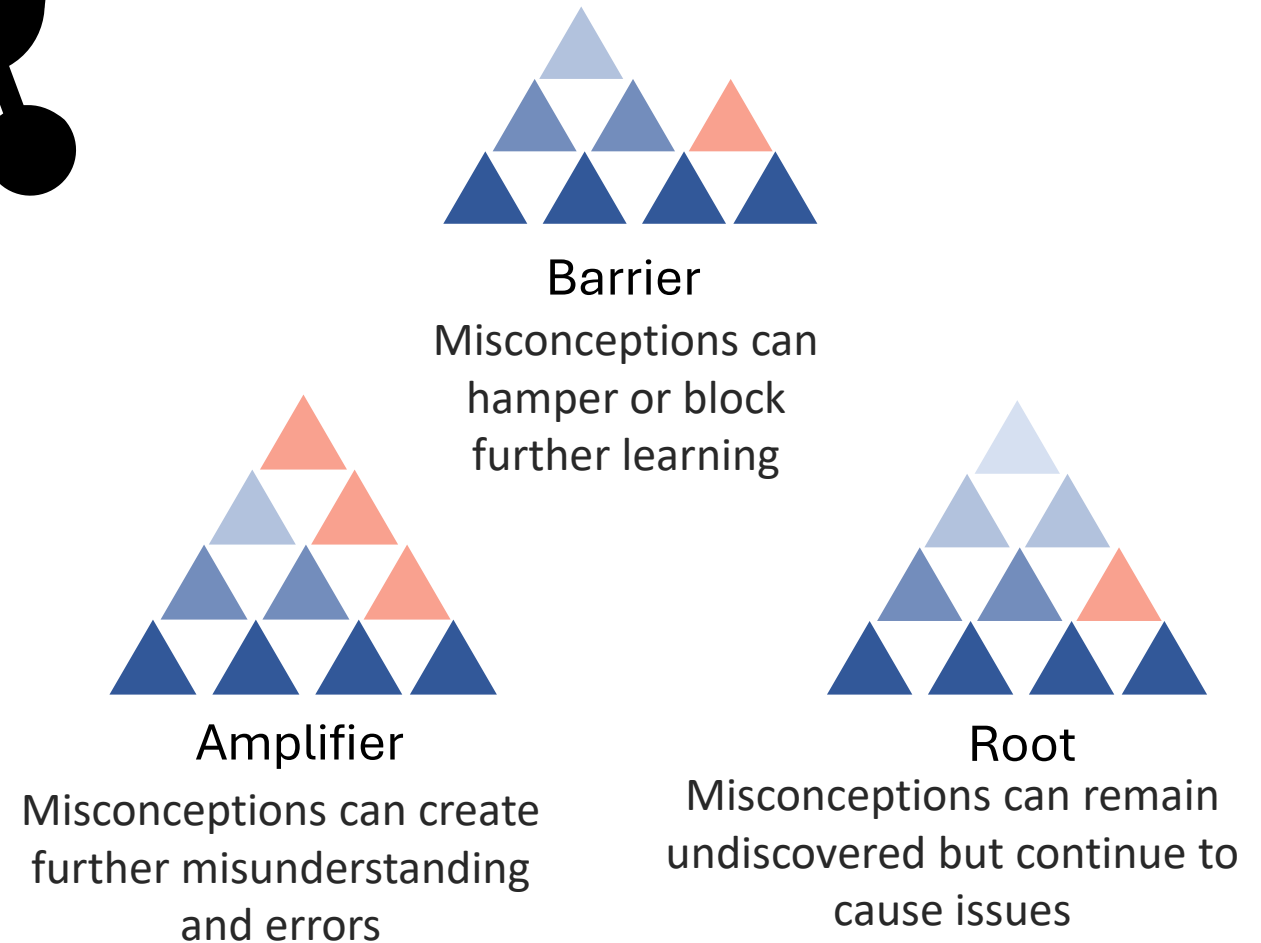 Barrier
Misconceptions can
hamper or block
further learning
Amplifier
Misconceptions can create
further misunderstanding
and errors
Root
Misconceptions can remain
undiscovered but continue to
cause issues